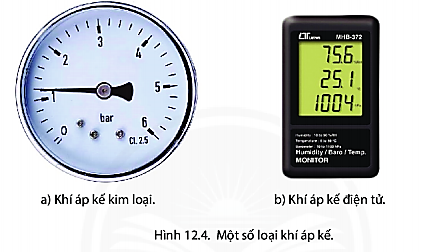 0
1
2
3
4
5
6
bar
CL 2.5
Lutron MHB-372
75.6
25.1
1004
Humidity / Baro / Temp.
MONITOR
a) Khí áp kế kim loại.
b) Khí áp kế điện tử.
Hình 12.4. Một số loại khí áp kế.